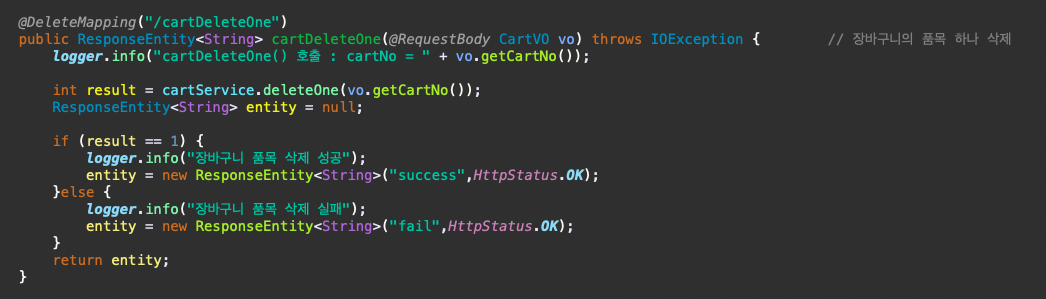 @DeleteMapping("/cartDeleteOne")
public ResponseEntity<String> cartDeleteOne(@RequestBody CartVO vo) throws IOException {        // 장바구니의 품목 하나 삭제
    logger.info("cartDeleteOne() 호출 : cartNo = " + vo.getCartNo());

    int result = cartService.deleteOne(vo.getCartNo());
    ResponseEntity<String> entity = null;

    if (result == 1) {
        logger.info("장바구니 품목 삭제 성공");
        entity = new ResponseEntity<String>("success",HttpStatus.OK);
    }else {
        logger.info("장바구니 품목 삭제 실패");
        entity = new ResponseEntity<String>("fail",HttpStatus.OK);
    }
    return entity;
}